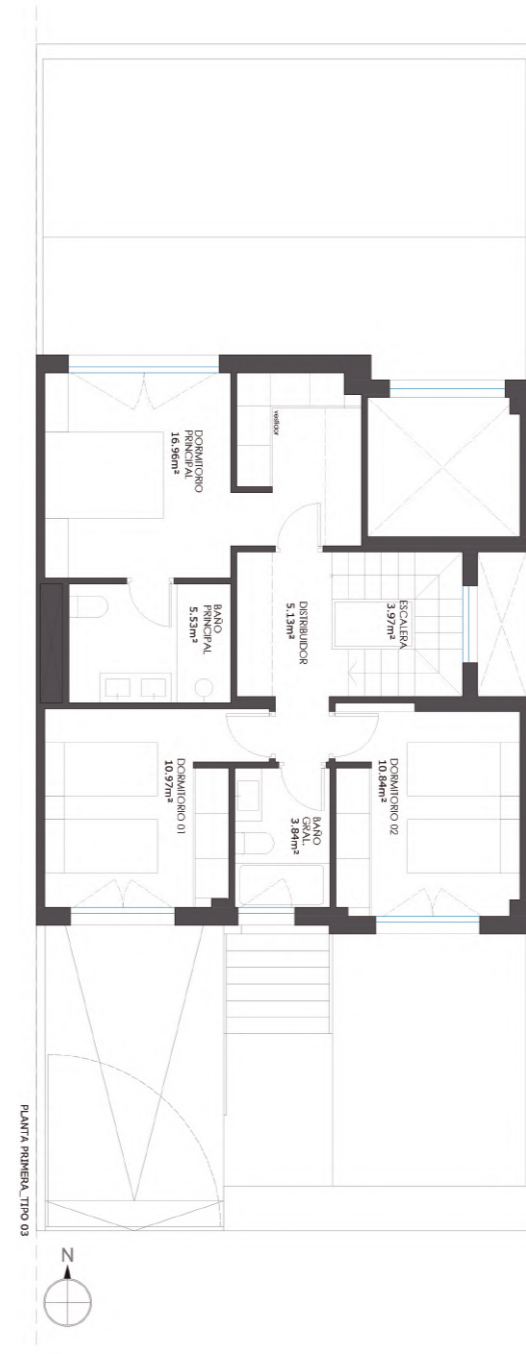 vestidor
DORMITORIO
PRINCIPAL
16.96m²
ESCALERA
3.97m²
DISTRIBUIDOR
5.13m²
BAÑO
PRINCIPAL
5.53m²
DORMITORIO 02
10.84m²
BAÑO
GRAL.
3.84m²
DORMITORIO 01
10.97m²
PLANTA PRIMERA_TIPO 03
N